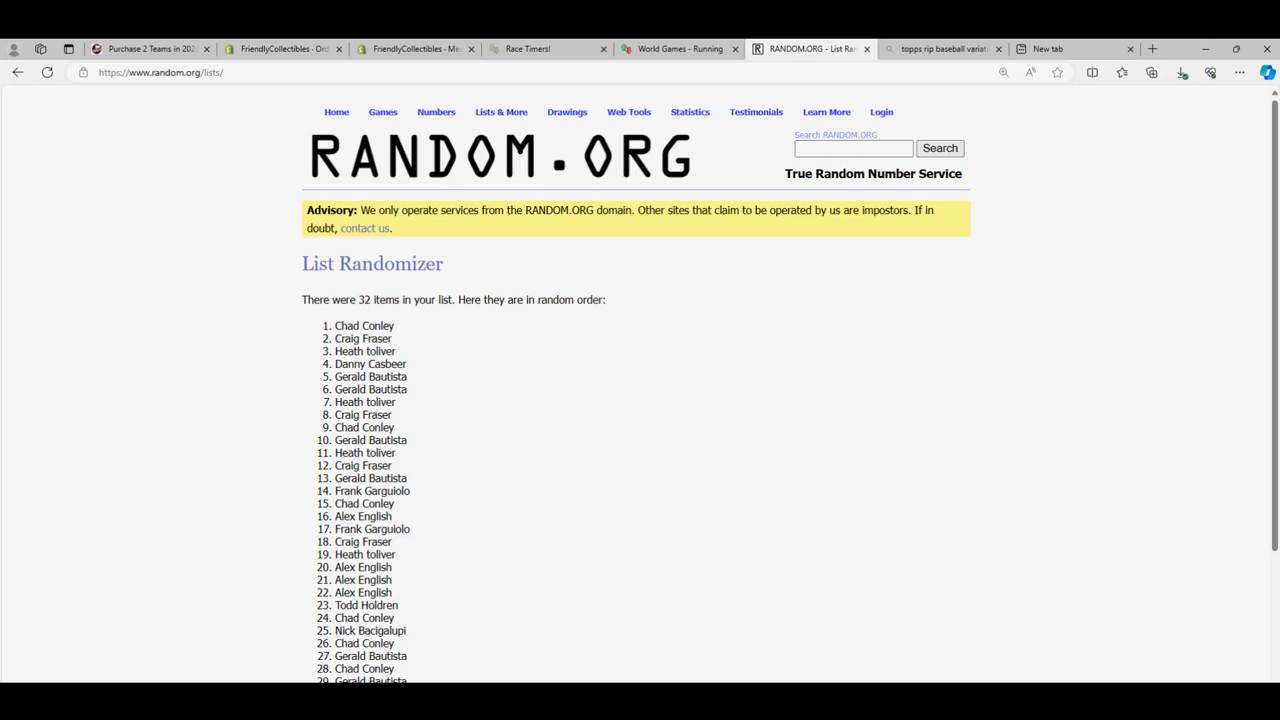 Purchase 2 Teams in 202
FriendlyCollectibles · Ord
FriendlyCollectibles · Me
Race Timers!
World Games - Running
RANDOM.ORG - List Ran
topps rip baseball variati
New tab
https://www.random.org/lists/
Home Games Numbers Lists & More Drawings Web Tools Statistics Testimonials Learn More Login
RANDOM.ORG
Search RANDOM.ORG
Search
True Random Number Service
Advisory: We only operate services from the RANDOM.ORG domain. Other sites that claim to be operated by us are impostors. If in
doubt, contact us.
List Randomizer
There were 32 items in your list. Here they are in random order:
1. Chad Conley
2. Craig Fraser
3. Heath toliver
4. Danny Casbeer
5. Gerald Bautista
6. Gerald Bautista
7. Heath toliver
8. Craig Fraser
9. Chad Conley
10. Gerald Bautista
11. Heath toliver
12. Craig Fraser
13. Gerald Bautista
14. Frank Garguiolo
15. Chad Conley
16. Alex English
17. Frank Garguiolo
18. Craig Fraser
19. Heath toliver
20. Alex English
21. Alex English
22. Alex English
23. Todd Holdren
24. Chad Conley
25. Nick Bacigalupi
26. Chad Conley
27. Gerald Bautista
28. Chad Conley
29. Gerald Bautista